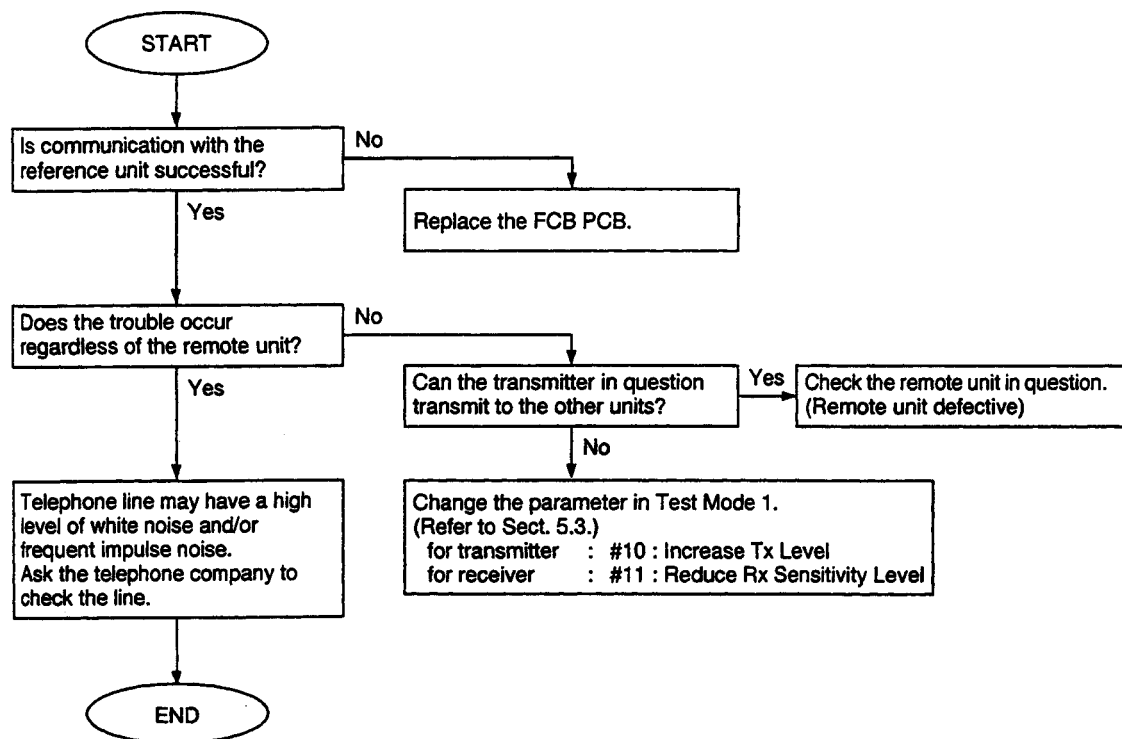 START
Is communication with the
reference unit successful?
No
Yes
Replace the FCB PCB.
Does the trouble occur
regardless of the remote unit?
No
Yes
Can the transmitter in question
transmit to the other units?
Yes
Check the remote unit in question.
(Remote unit defective)
No
Telephone line may have a high
level of white noise and/or
frequent impulse noise.
Ask the telephone company to
check the line.
Change the parameter in Test Mode 1.
(Refer to Sect. 5.3.)
for transmitter : #10 : Increase Tx Level
for receiver : #11 : Reduce Rx Sensitivity Level
END